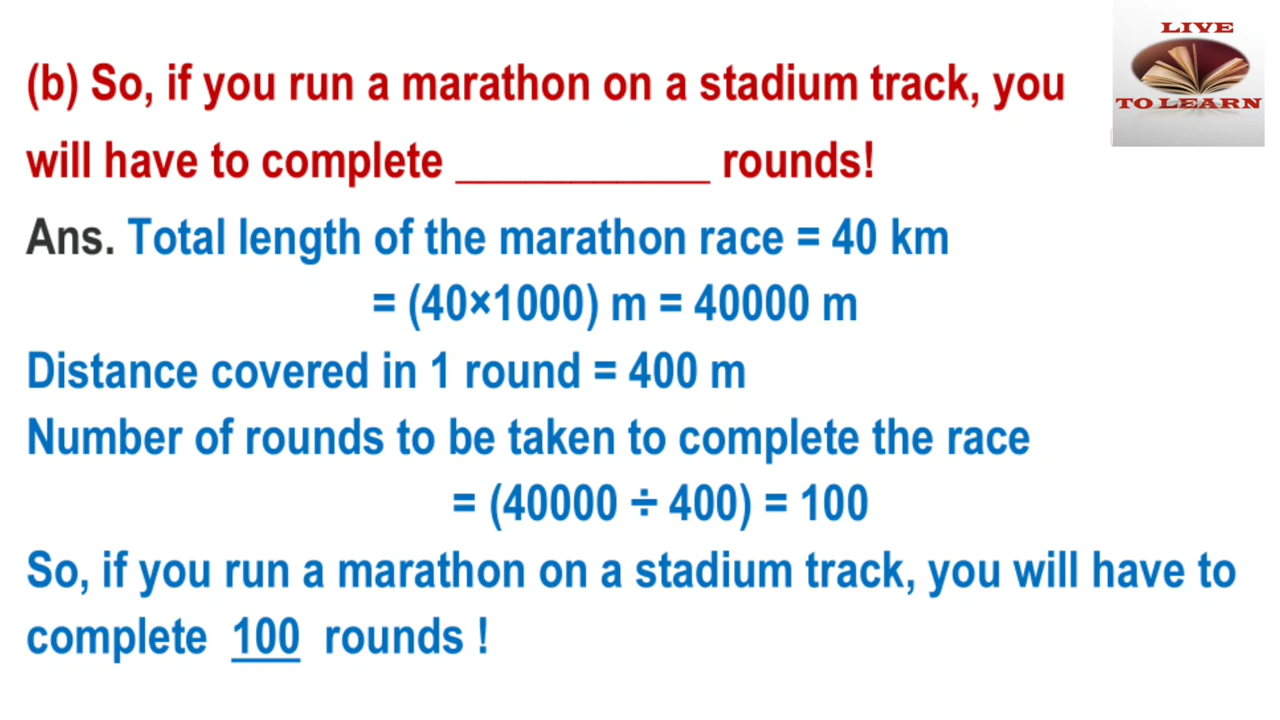 LIVE
TO LEARN
(b) So, if you run a marathon on a stadium track, you
will have to complete ___________ rounds!
Ans. Total length of the marathon race = 40 km
= (40×1000) m = 40000 m
Distance covered in 1 round = 400 m
Number of rounds to be taken to complete the race
= (40000 ÷ 400) = 100
So, if you run a marathon on a stadium track, you will have to
complete 100 rounds !